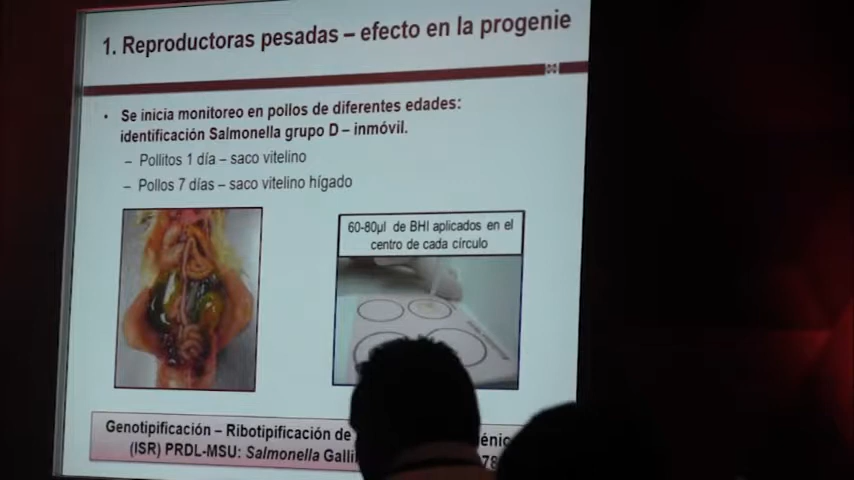 1. Reproductoras pesadas – efecto en la progenie
• Se inicia monitoreo en pollos de diferentes edades:
identificación Salmonella grupo D – inmóvil.
– Pollitos 1 día – saco vitelino
– Pollos 7 días – saco vitelino hígado
60-80µl de BHI aplicados en el
centro de cada círculo
Genotipificación – Ribotipificación de
(ISR) PRDL-MSU: Salmonella Galli